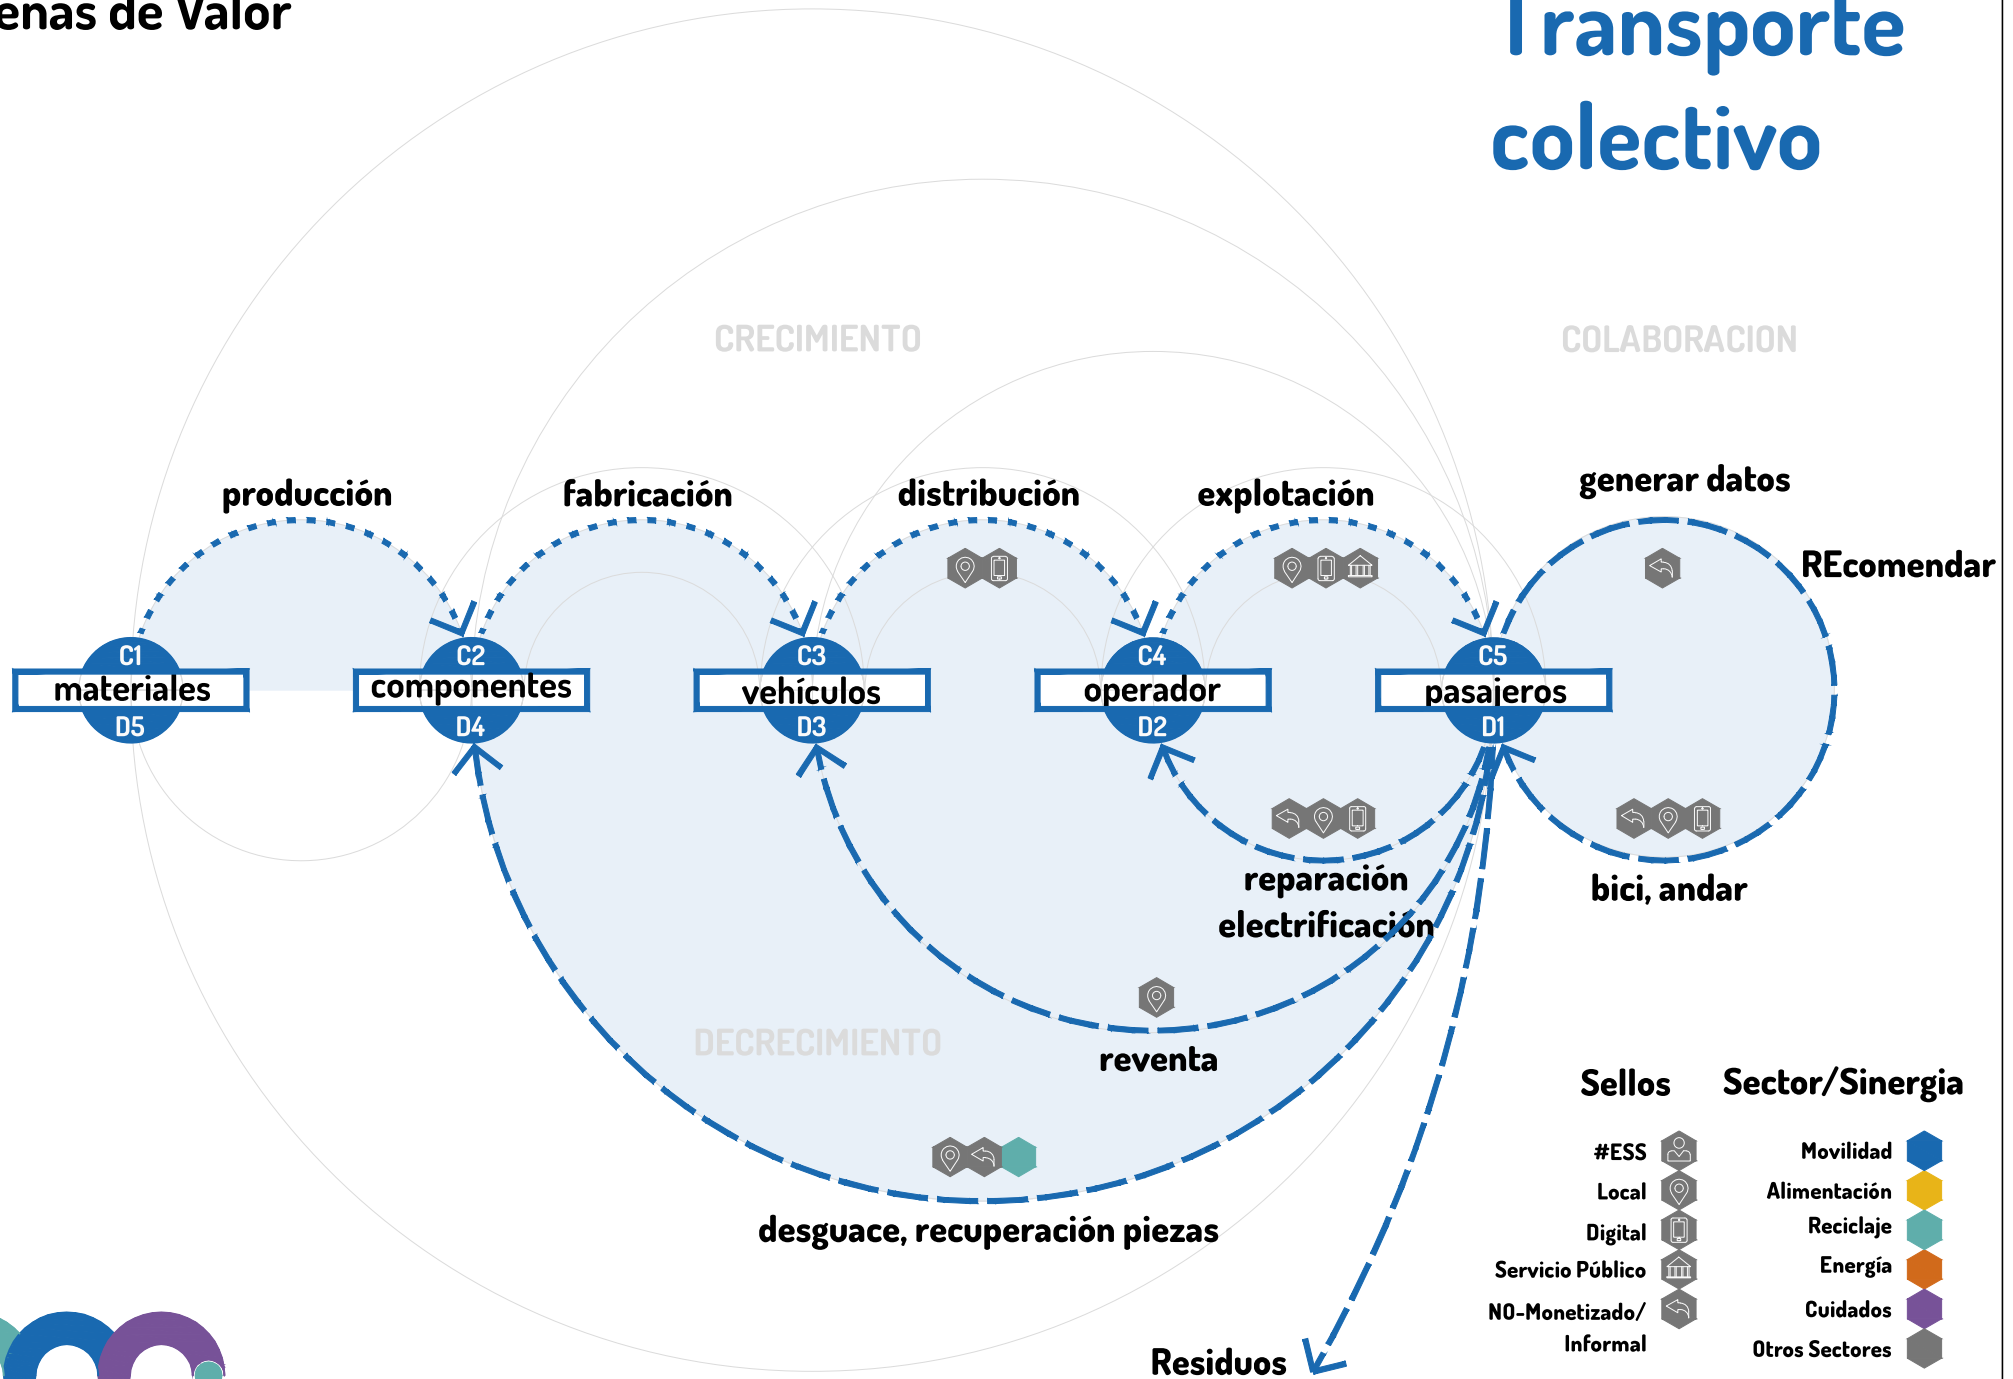 enas de Valor
Transporte
colectivo
CRECIMIENTO
COLABORACION
producción
fabricación
distribución
explotación
generar datos
REcomendar
C1
materiales
D5
C2
componentes
D4
C3
vehículos
D3
C4
operador
D2
C5
pasajeros
D1
reparación
electrificación
bici, andar
reventa
DECRECIMIENTO
desguace, recuperación piezas
Residuos
Sellos
#ESS
Local
Digital
Servicio Público
NO-Monetizado/
Informal
Sector/Sinergia
Movilidad
Alimentación
Reciclaje
Energía
Cuidados
Otros Sectores